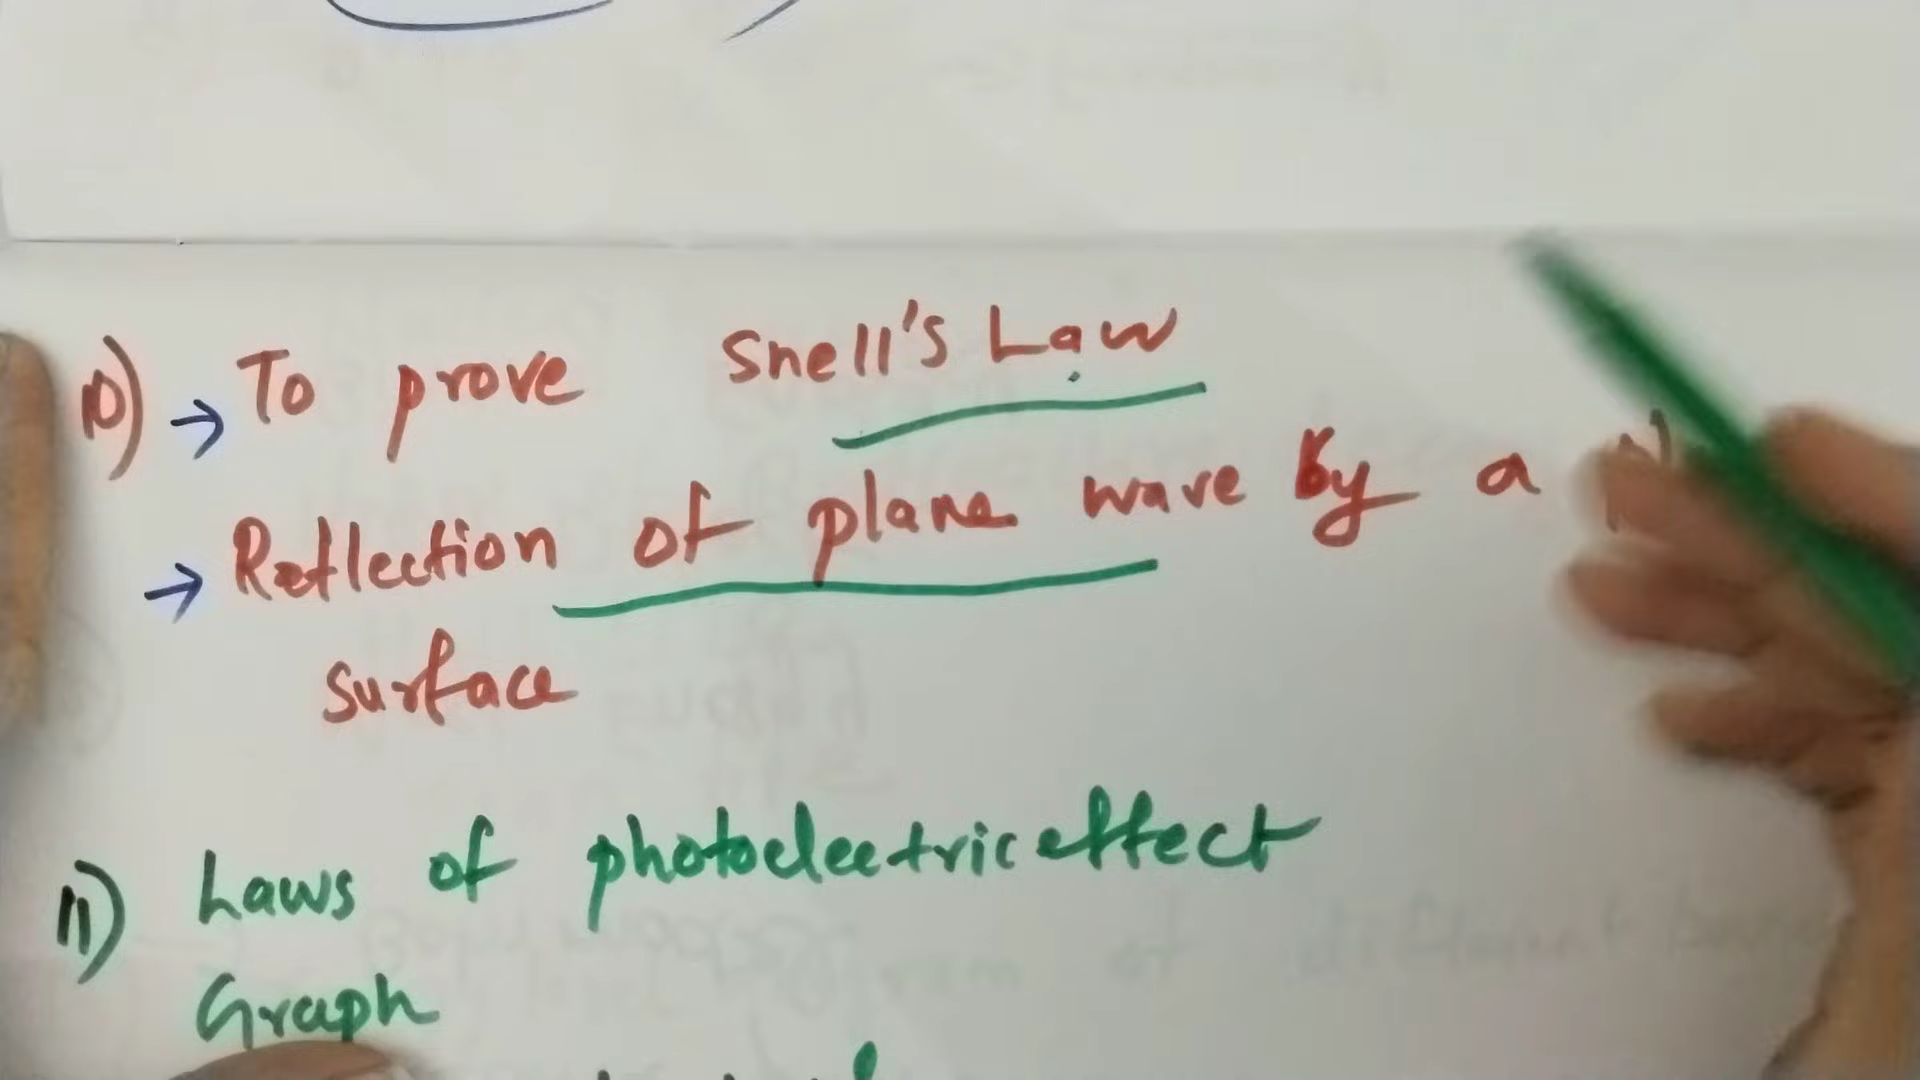 10) → To prove Snell's Law
→ Reflection of plane wave by a
surface
11) Laws of photoelectric effect
Graph